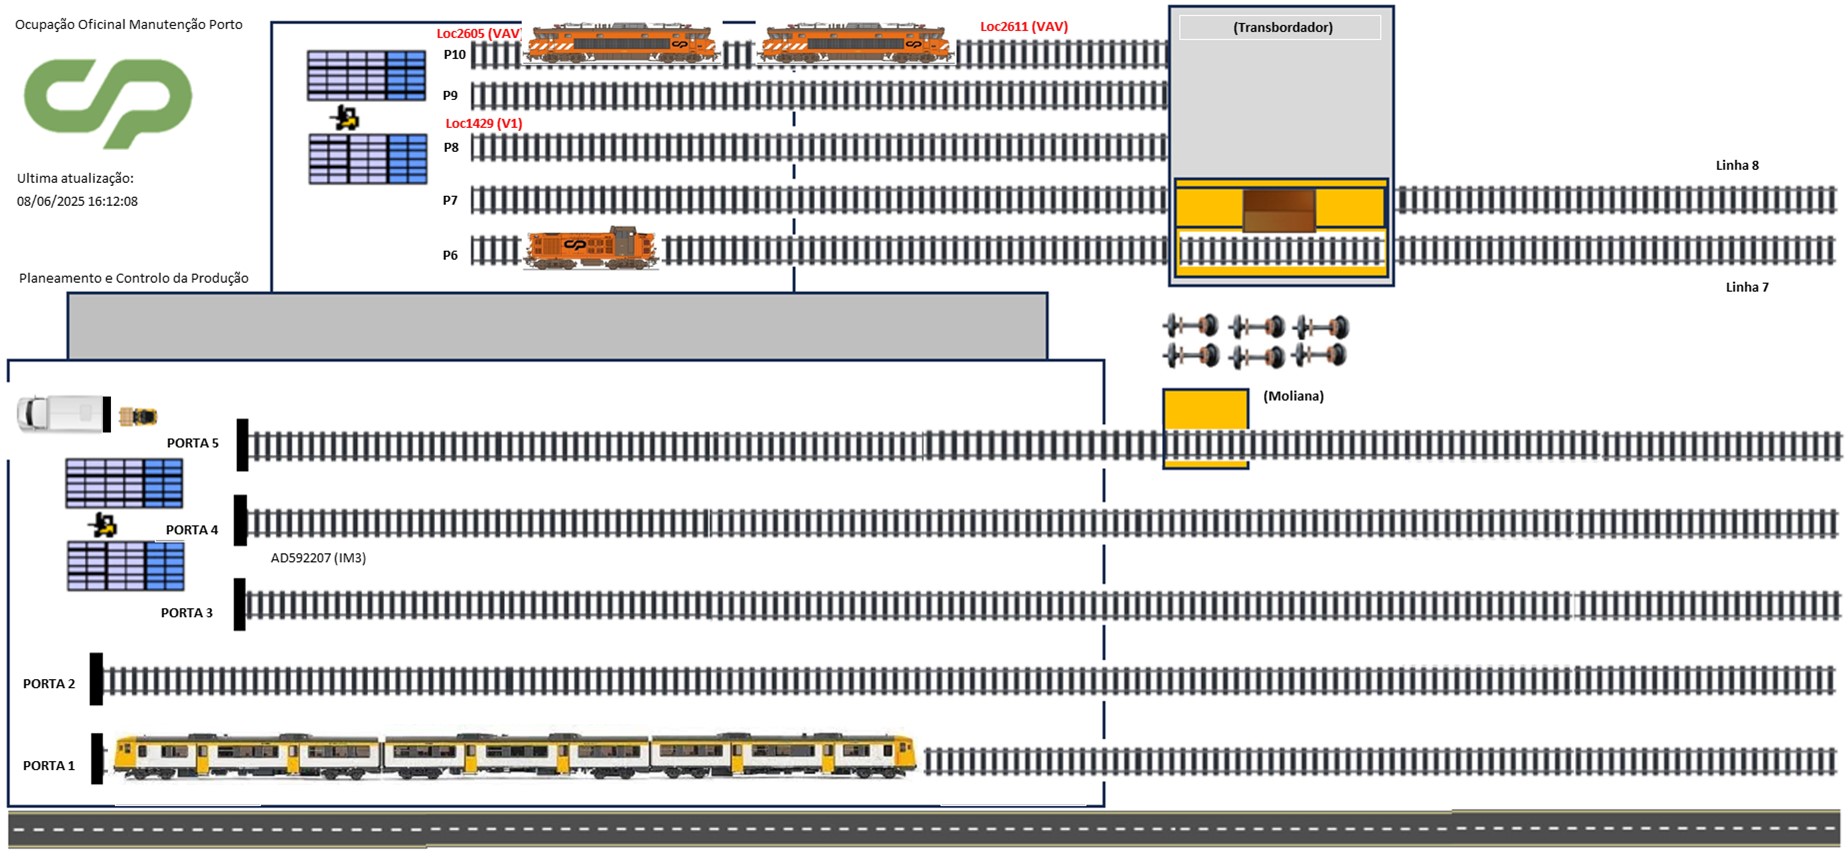 Ocupação Oficinal Manutenção Porto
Loc2605 (VAV)
Loc2611 (VAV)
(Transbordador)
P10
P9
Loc1429 (V1)
P8
Linha 8
Ultima atualização:
08/06/2025 16:12:08
P7
P6
Planeamento e Controlo da Produção
Linha 7
(Moliana)
PORTA 5
PORTA 4
AD592207 (IM3)
PORTA 3
PORTA 2
PORTA 1